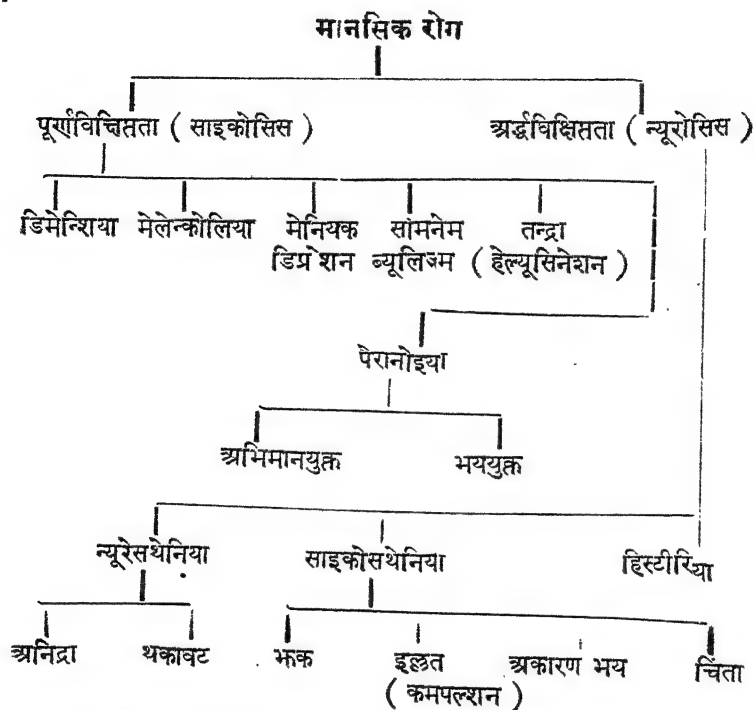 मानसिक रोग
पूर्णविक्षिप्तता ( साइकोसिस ) अर्द्धविक्षिप्तता ( न्यूरोसिस )
डिमेन्शिया मेलेन्कोलिया मेनियक सांमनेम तन्द्रा
डिप्रेशन ब्यूलिज्म ( हेल्यूसिनेशन )
पैरानोइया
अभिमानयुक्त भययुक्त
न्यूरेसथेनिया साइकोसथेनिया हिस्टीरिया
अनिद्रा थकावट झक इल्लत अकारण भय चिंता
( कमपल्शन )